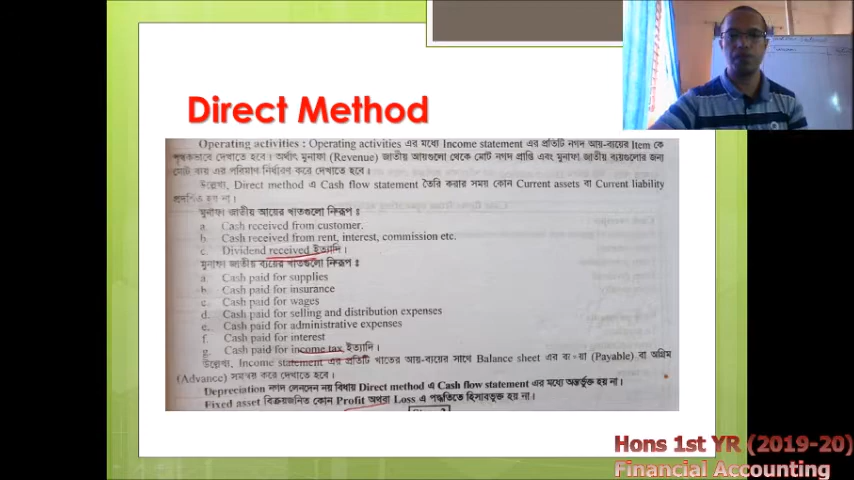 Direct Method
Operating activities : Operating activities এর মধ্যে Income statement এর প্রতিটি নগদ আয়-ব্যয়ের Item কে
পৃথকভাবে দেখাতে হবে। অর্থাৎ মুনাফা (Revenue) জাতীয় আয়গুলো থেকে মোট নগদ প্রাপ্তি এবং মুনাফা জাতীয় ব্যয়গুলোর জন্য
মোট ব্যয় এর পরিমাণ নির্ধারণ করে দেখাতে হবে।
উল্লেখ্য, Direct method এ Cash flow statement তৈরি করার সময় কোন Current assets বা Current liability
প্রদর্শিত হয় না।
মুনাফা জাতীয় আয়ের খাতগুলো নিম্নরূপ :
a. Cash received from customer.
b. Cash received from rent, interest, commission etc.
c. Dividend received ইত্যাদি।
মুনাফা জাতীয় ব্যয়ের খাতগুলো নিম্নরূপ :
a. Cash paid for supplies
b. Cash paid for insurance
c. Cash paid for wages
d. Cash paid for selling and distribution expenses
e. Cash paid for administrative expenses
f. Cash paid for interest
g. Cash paid for income tax ইত্যাদি।
উল্লেখ্য, Income statement এর প্রতিটি খাতের আয়-ব্যয়ের সাথে Balance sheet এর (Payable) বা অগ্রিম
(Advance) সমন্বয় করে দেখাতে হবে।
Depreciation নগদ লেনদেন নয় বিধায় Direct method এ Cash flow statement এর মধ্যে অন্তর্ভুক্ত হয় না।
Fixed asset বিক্রয়জনিত কোন Profit অথবা Loss এ পদ্ধতিতে হিসাবভুক্ত হয় না।
Hons 1st YR (2019-20)
Financial Accounting